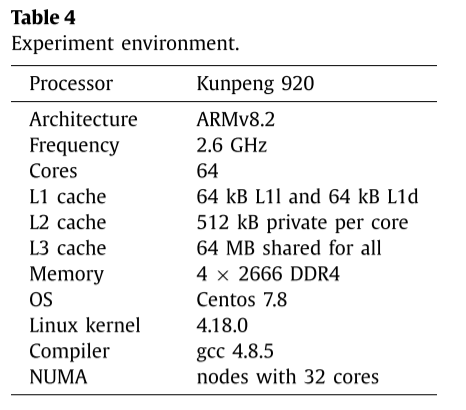 Table 4
Experiment environment.
Processor Kunpeng 920
Architecture ARMv8.2
Frequency 2.6 GHz
Cores 64
L1 cache 64 kB L1l and 64 kB L1d
L2 cache 512 kB private per core
L3 cache 64 MB shared for all
Memory 4 × 2666 DDR4
OS Centos 7.8
Linux kernel 4.18.0
Compiler gcc 4.8.5
NUMA nodes with 32 cores